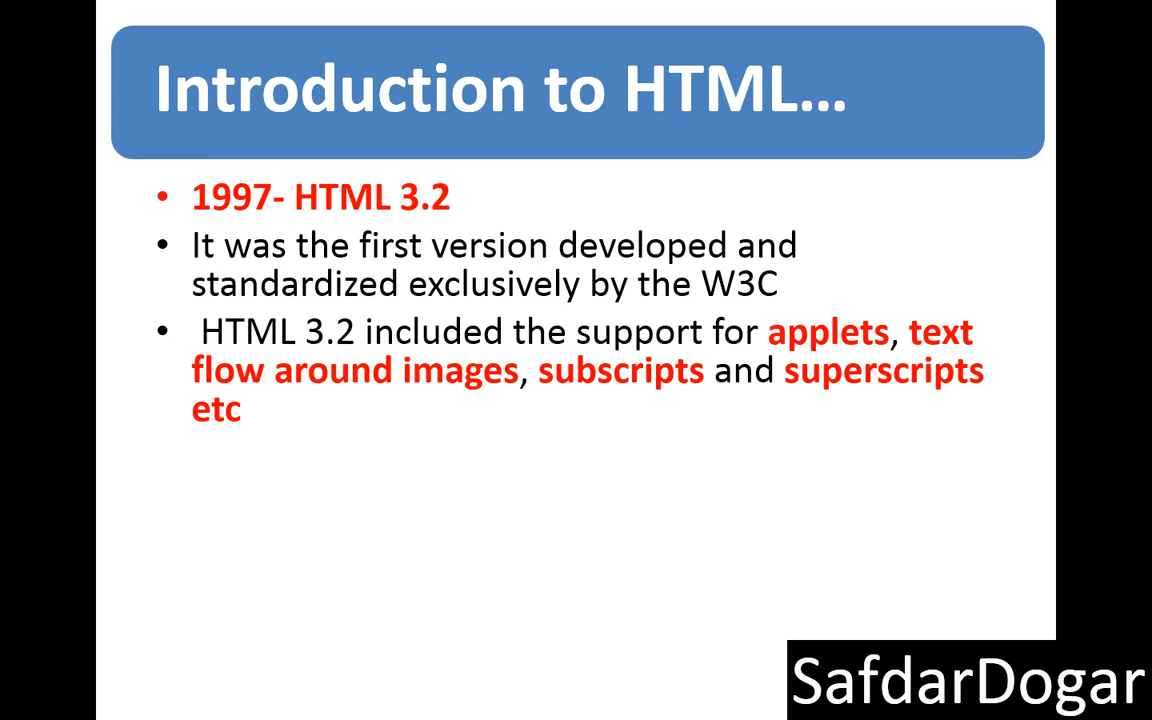 Introduction to HTML...
• 1997- HTML 3.2
• It was the first version developed and
standardized exclusively by the W3C
• HTML 3.2 included the support for applets, text
flow around images, subscripts and superscripts
etc
SafdarDogar